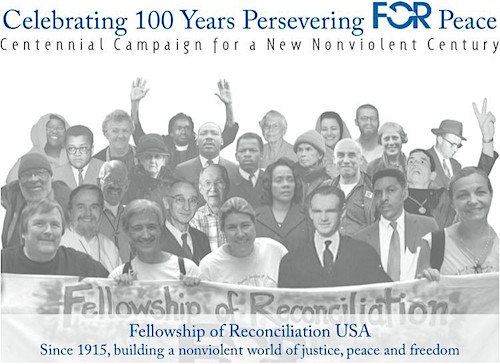 Celebrating 100 Years Persevering FOR Peace
Centennial Campaign for a New Nonviolent Century
Fellowship of Reconciliation
Fellowship of Reconciliation USA
Since 1915, building a nonviolent world of justice, peace and freedom